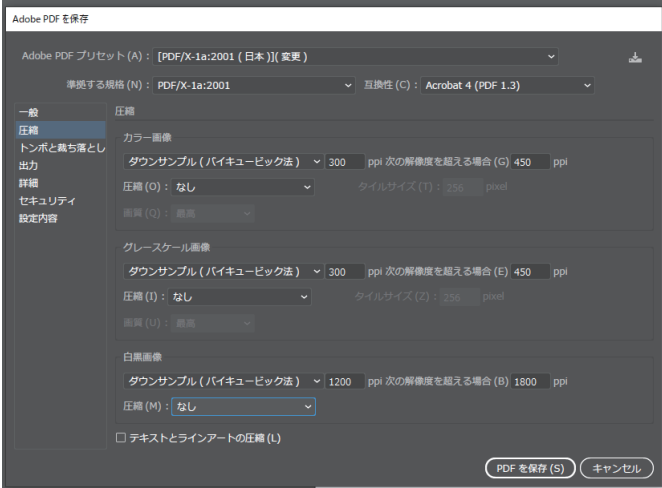 Adobe PDF を保存
Adobe PDF プリセット (A) : [PDF/X-1a:2001 ( 日本 )]( 変更 )
準拠する規格 (N) : PDF/X-1a:2001 互換性 (C) : Acrobat 4 (PDF 1.3)
一般
圧縮
トンボと裁ち落とし
出力
詳細
セキュリティ
設定内容
圧縮
カラー画像
ダウンサンプル ( バイキュービック法 ) 300 ppi 次の解像度を超える場合 (G) 450 ppi
圧縮 (O) : なし タイルサイズ (T) : 256 pixel
画質 (Q) : 最高
グレースケール画像
ダウンサンプル ( バイキュービック法 ) 300 ppi 次の解像度を超える場合 (E) 450 ppi
圧縮 (I) : なし タイルサイズ (Z) : 256 pixel
画質 (U) : 最高
白黒画像
ダウンサンプル ( バイキュービック法 ) 1200 ppi 次の解像度を超える場合 (B) 1800 ppi
圧縮 (M) : なし
テキストとラインアートの圧縮 (L)
PDF を保存 (S) キャンセル